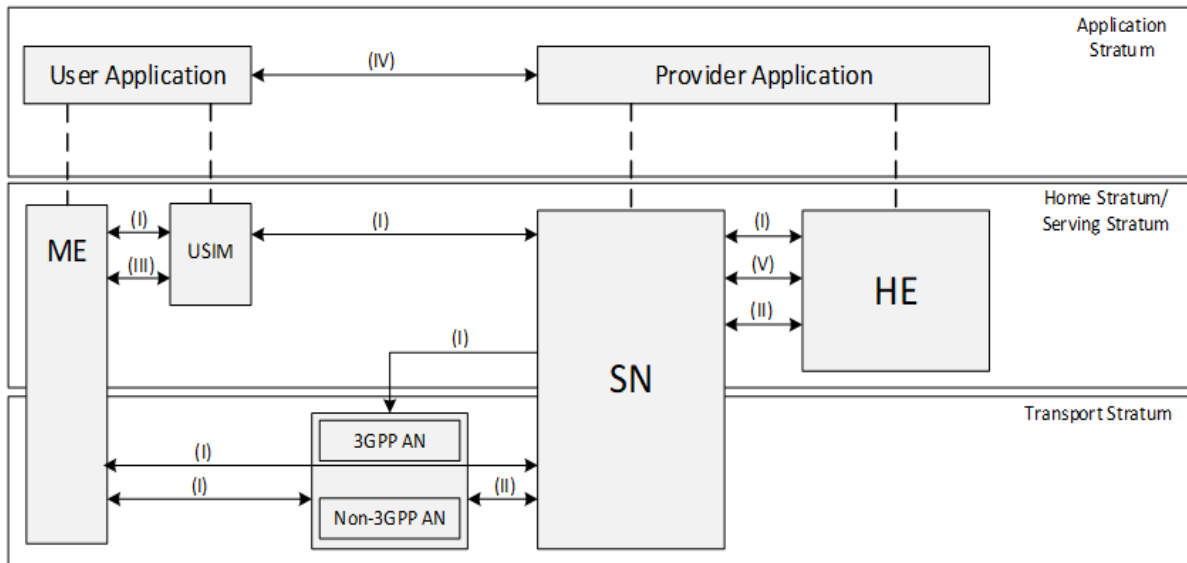 Application
Stratum
User Application
(IV)
Provider Application
Home Stratum/
Serving Stratum
ME
(I)
(III)
USIM
(I)
SN
(I)
(V)
(II)
HE
(I)
Transport Stratum
3GPP AN
(I)
(I)
(II)
Non-3GPP AN